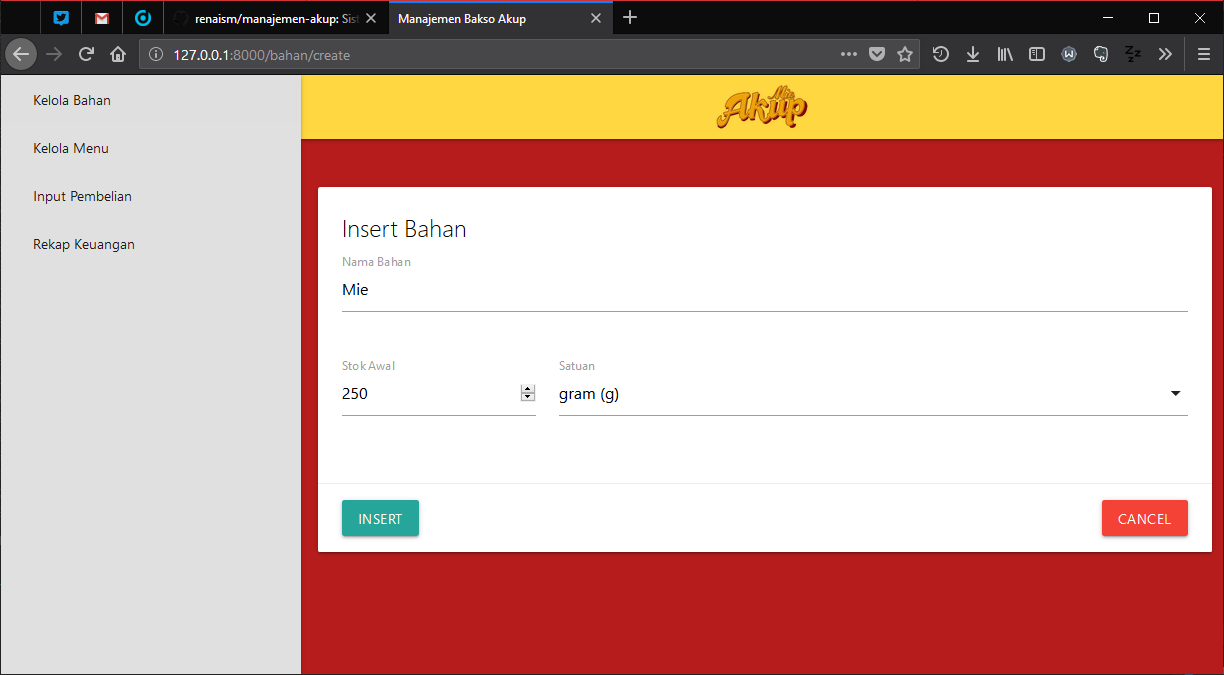 renaism/manajemen-akup: Sist
Manajemen Bakso Akup
127.0.0.1:8000/bahan/create
Kelola Bahan
Kelola Menu
Input Pembelian
Rekap Keuangan
Mie
Akup
Insert Bahan
Nama Bahan
Mie
Stok Awal
Satuan
250
gram (g)
INSERT
CANCEL